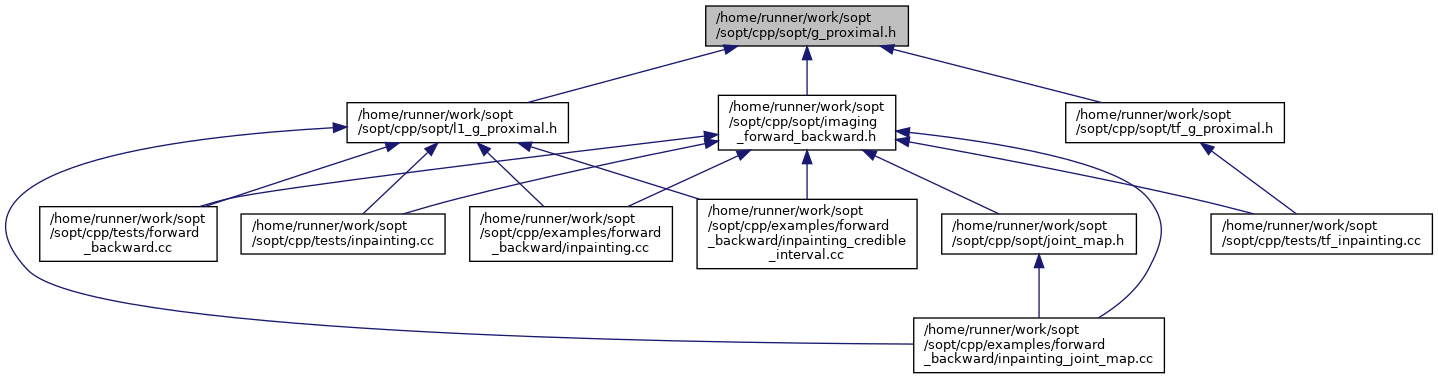 /home/runner/work/sopt
/sopt/cpp/sopt/g_proximal.h
/home/runner/work/sopt
/sopt/cpp/sopt/l1_g_proximal.h
/home/runner/work/sopt
/sopt/cpp/sopt/imaging
_forward_backward.h
/home/runner/work/sopt
/sopt/cpp/sopt/tf_g_proximal.h
/home/runner/work/sopt
/sopt/cpp/tests/forward
_backward.cc
/home/runner/work/sopt
/sopt/cpp/tests/inpainting.cc
/home/runner/work/sopt
/sopt/cpp/examples/forward
_backward/inpainting.cc
/home/runner/work/sopt
/sopt/cpp/examples/forward
_backward/inpainting_credible
_interval.cc
/home/runner/work/sopt
/sopt/cpp/sopt/joint_map.h
/home/runner/work/sopt
/sopt/cpp/tests/tf_inpainting.cc
/home/runner/work/sopt
/sopt/cpp/examples/forward
_backward/inpainting_joint_map.cc